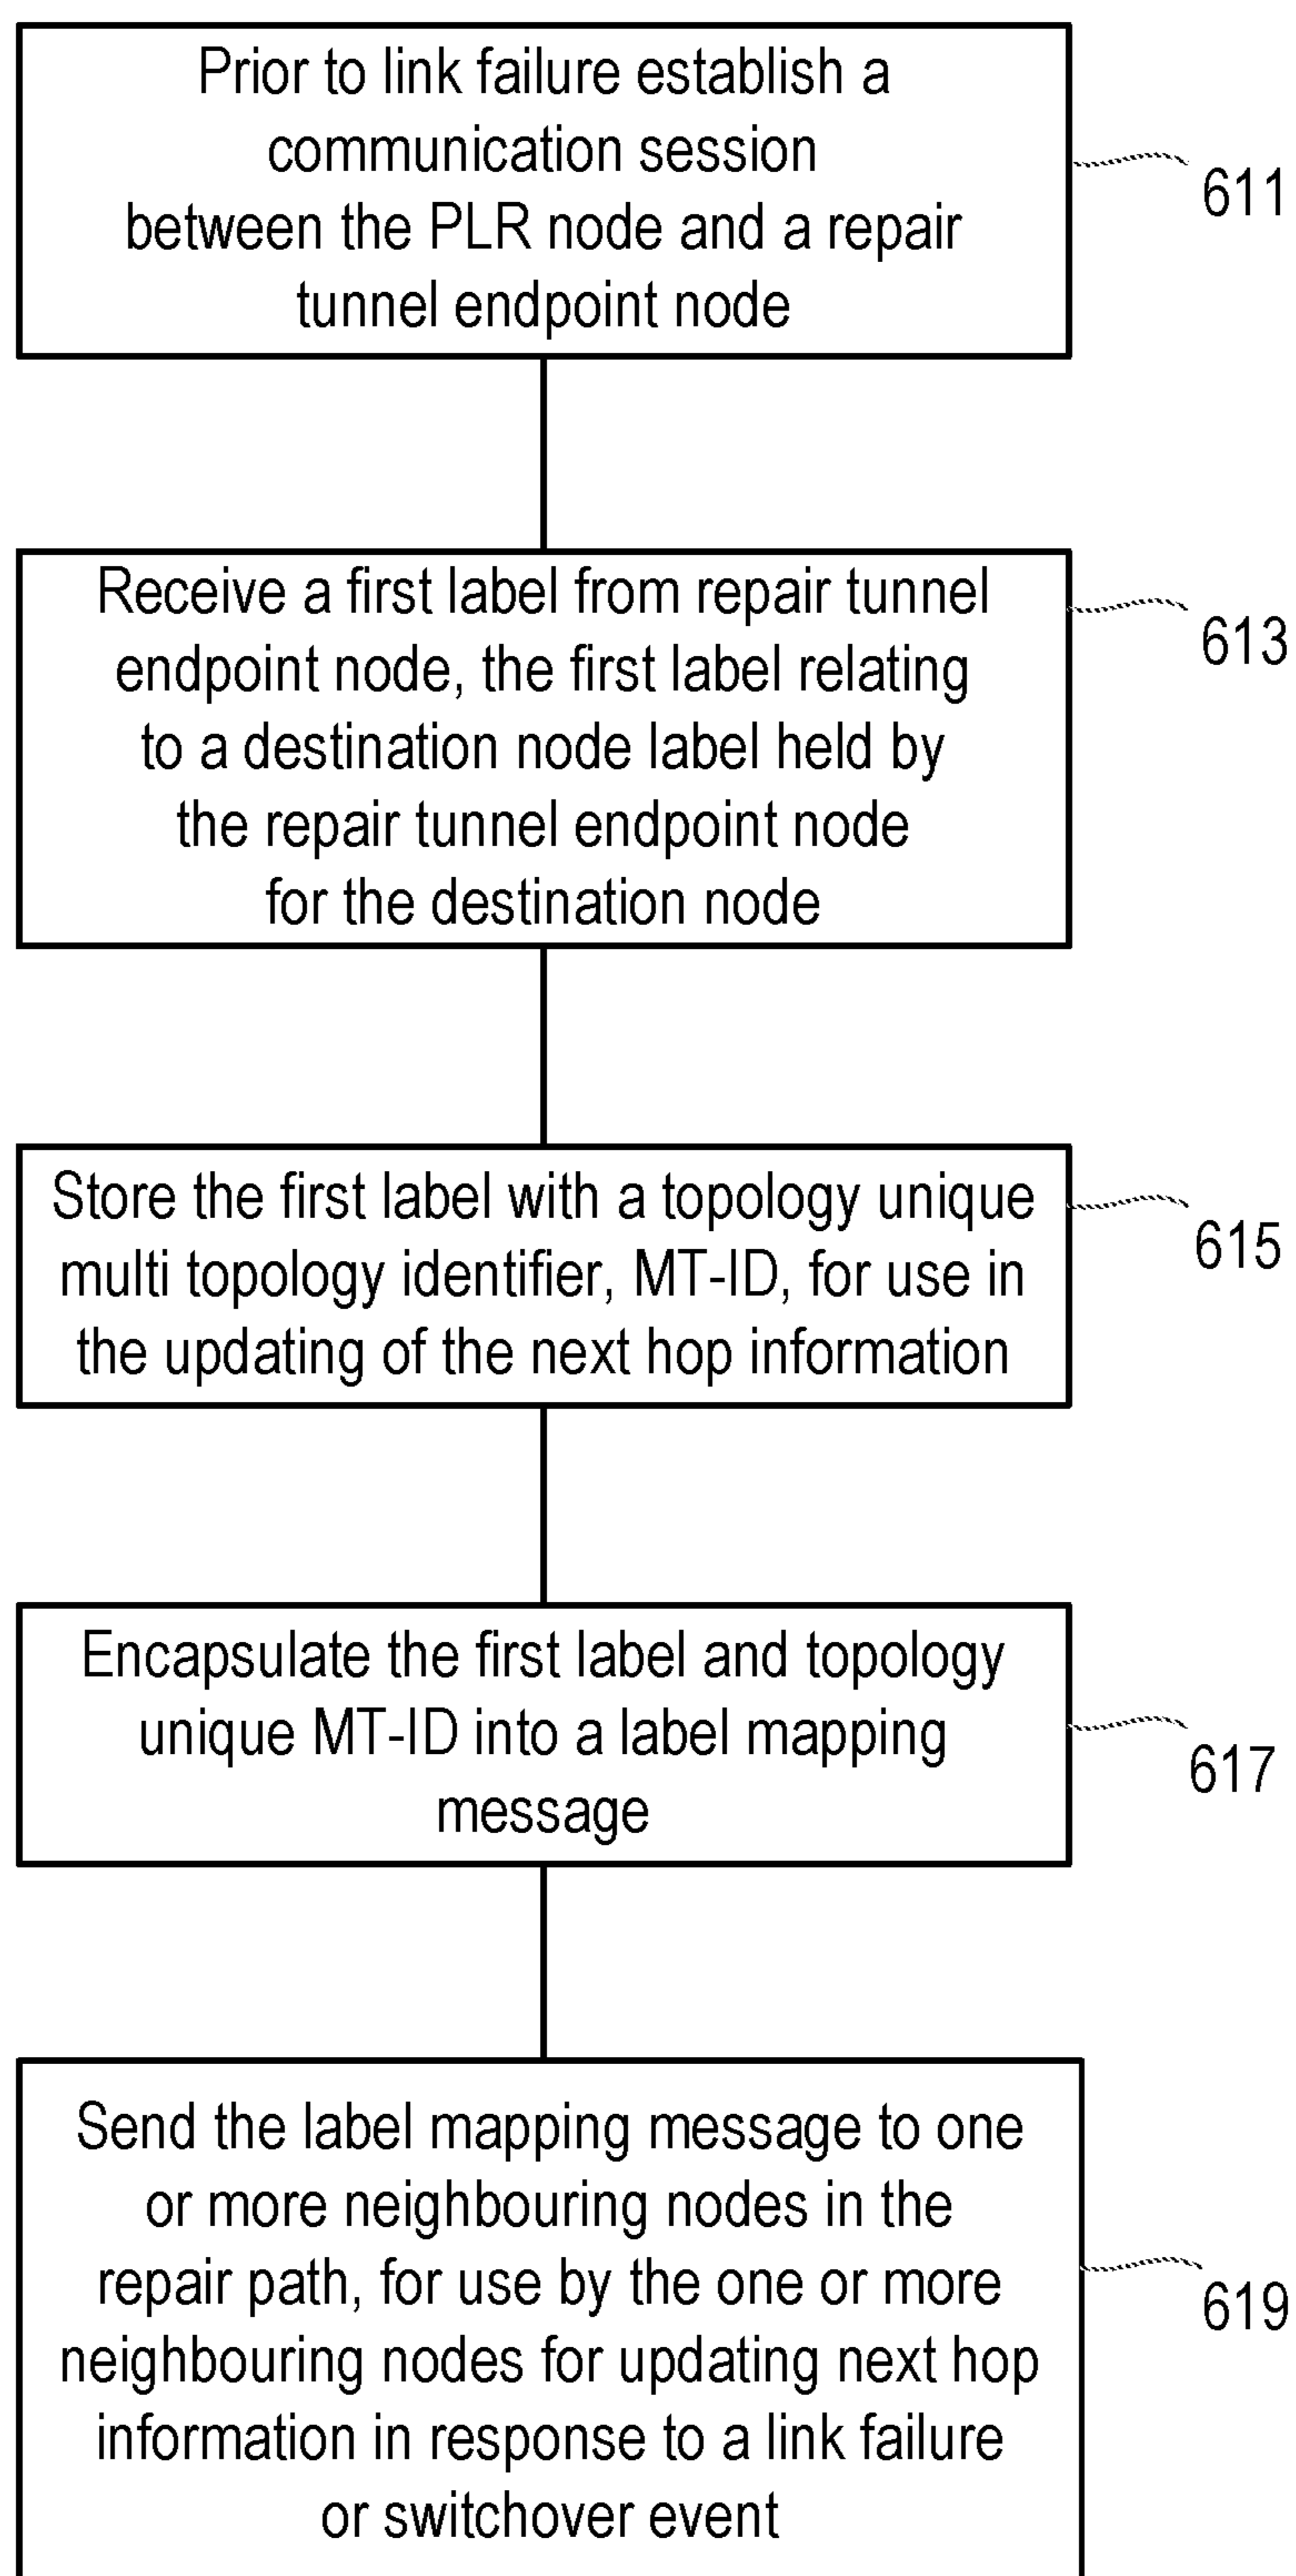 Prior to link failure establish a
communication session
between the PLR node and a repair
tunnel endpoint node
611
Receive a first label from repair tunnel
endpoint node, the first label relating
to a destination node label held by
the repair tunnel endpoint node
for the destination node
613
Store the first label with a topology unique
multi topology identifier, MT-ID, for use in
the updating of the next hop information
615
Encapsulate the first label and topology
unique MT-ID into a label mapping
message
617
Send the label mapping message to one
or more neighbouring nodes in the
repair path, for use by the one or more
neighbouring nodes for updating next hop
information in response to a link failure
or switchover event
619